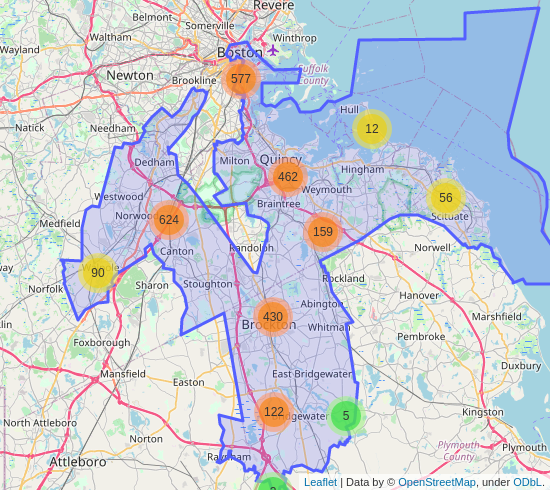 Revere
Belmont
Somerville
Waltham
Winthrop
Wayland
Boston
Newton
577
Suffolk
County
Brookline
Hull
12
Natick
Needham
Milton
Quincy
Dedham
Hingham
462
Weymouth
Westwood
56
Braintree
Norwood
624
Scituate
Medfield
159
Canton
Randolph
Norwell
90
Rockland
Norfolk
Sharon
Stoughton
Hanover
Abington
430
Marshfield
Brockton
Whitman
Foxborough
Pembroke
Duxbury
Mansfield
East Bridgewater
Easton
122
5
Kingston
North Attleboro
Norton
Plymouth
County
Plymouth
Attleboro
Leaflet | Data by © OpenStreetMap, under ODbL.